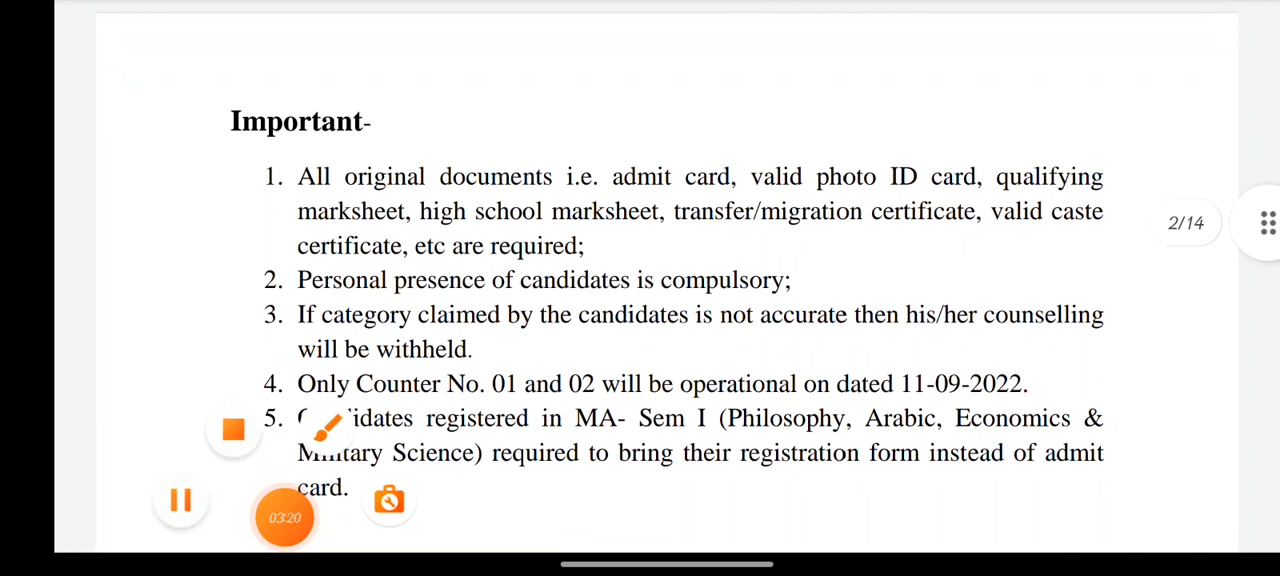 Important-
1. All original documents i.e. admit card, valid photo ID card, qualifying
marksheet, high school marksheet, transfer/migration certificate, valid caste
certificate, etc are required;
2/14
2. Personal presence of candidates is compulsory;
3. If category claimed by the candidates is not accurate then his/her counselling
will be withheld.
4. Only Counter No. 01 and 02 will be operational on dated 11-09-2022.
5. registered in MA- Sem I (Philosophy, Arabic, Economics &
Science) required to bring their registration form instead of admit
card.
03:20